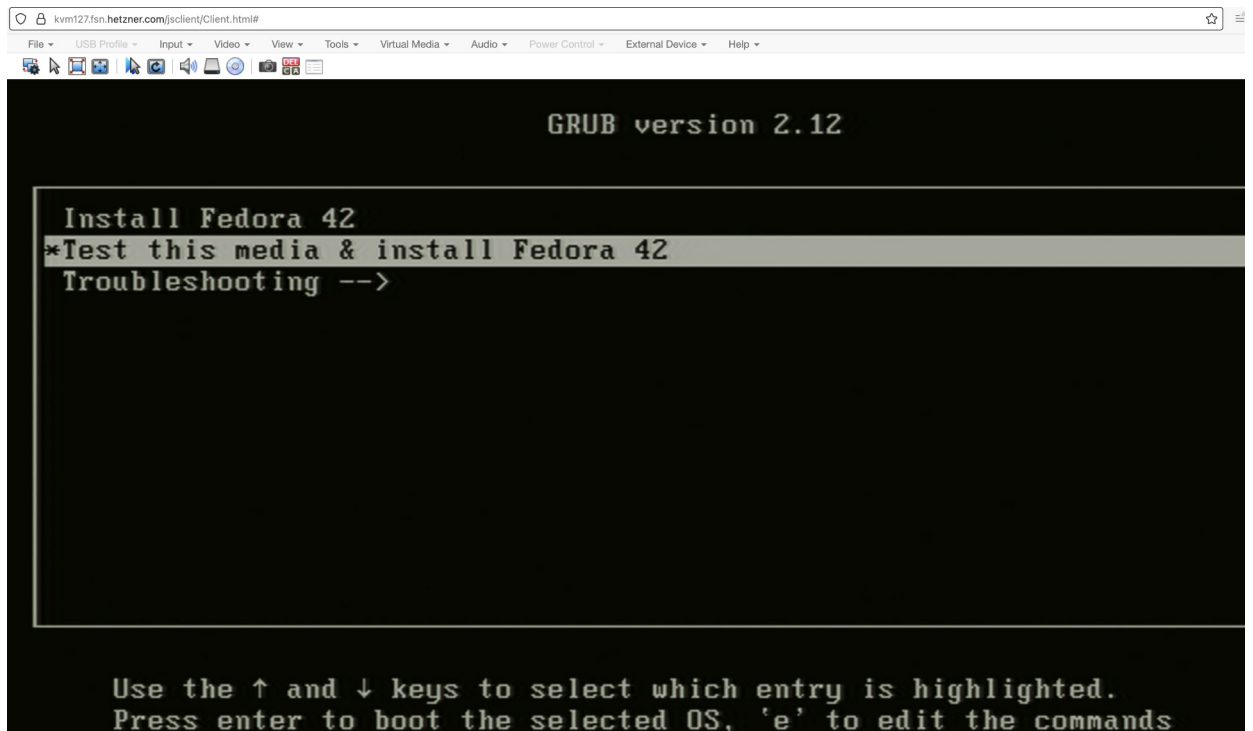 kvm127.fsn.hetzner.com/jsclient/Client.html#
File USB Profile Input Video View Tools Virtual Media Audio Power Control External Device Help
GRUB version 2.12
Install Fedora 42
*Test this media & install Fedora 42
Troubleshooting -->
Use the ↑ and ↓ keys to select which entry is highlighted.
Press enter to boot the selected OS, `e' to edit the commands